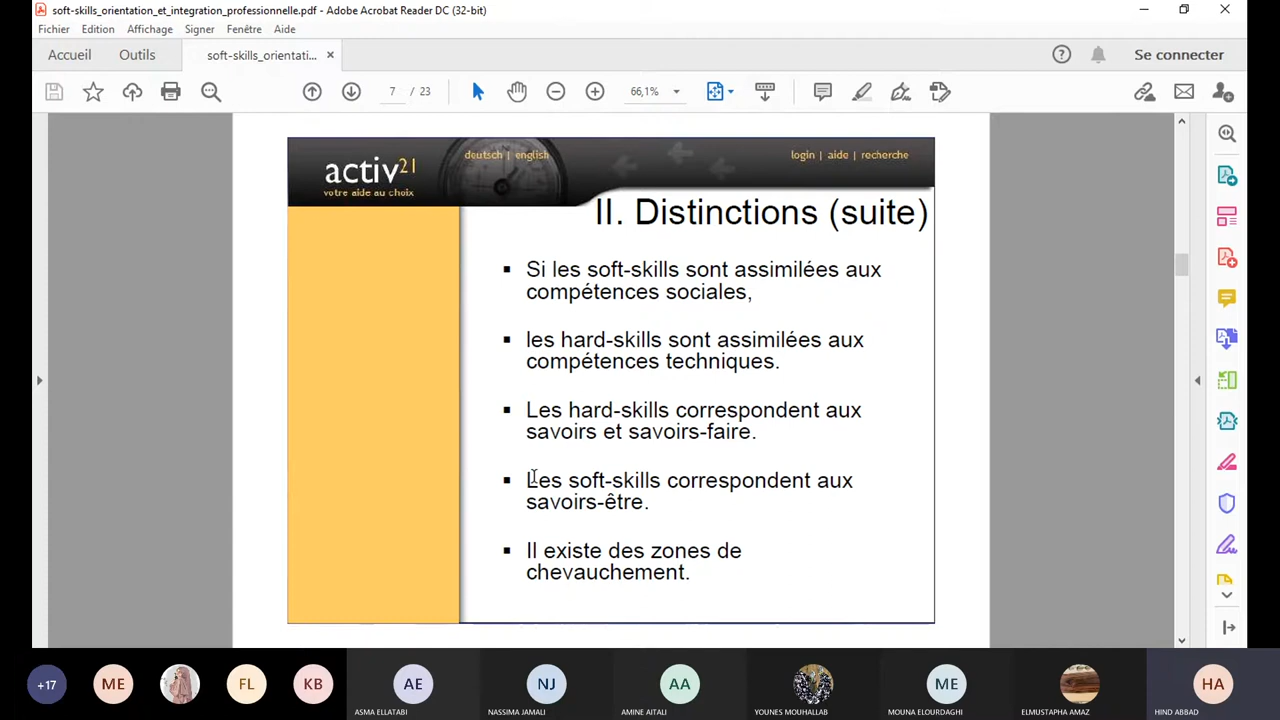 soft-skills_orientation_et_integration_professionnelle.pdf - Adobe Acrobat Reader DC (32-bit)
Fichier Edition Affichage Signer Fenêtre Aide
Accueil Outils soft-skills_orientati... × Se connecter
7 / 23 66,1%
activ21
votre aide au choix
deutsch | english
login | aide | recherche
II. Distinctions (suite)
▪ Si les soft-skills sont assimilées aux
compétences sociales,
▪ les hard-skills sont assimilées aux
compétences techniques.
▪ Les hard-skills correspondent aux
savoirs et savoirs-faire.
▪ Les soft-skills correspondent aux
savoirs-être.
▪ Il existe des zones de
chevauchement.
+17 ME FL KB AE NJ AA ME HA
ASMA ELLATABI NASSIMA JAMALI AMINE AITALI YOUNES MOUHALLAB MOUNA ELOURDAGHI ELMUSTAPHA AMAZ HIND ABBAD